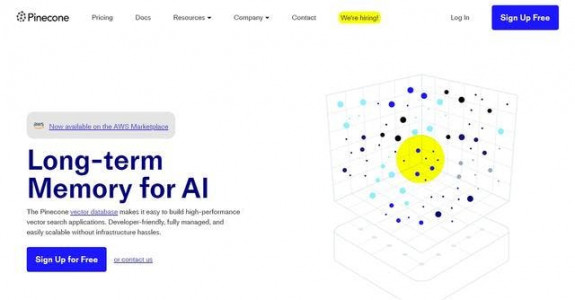 Pinecone
Pricing Docs Resources Company Contact We're hiring! Log In Sign Up Free
aws Now available on the AWS Marketplace
Long-term
Memory for AI
The Pinecone vector database makes it easy to build high-performance
vector search applications. Developer-friendly, fully managed, and
easily scalable without infrastructure hassles.
Sign Up for Free or contact us